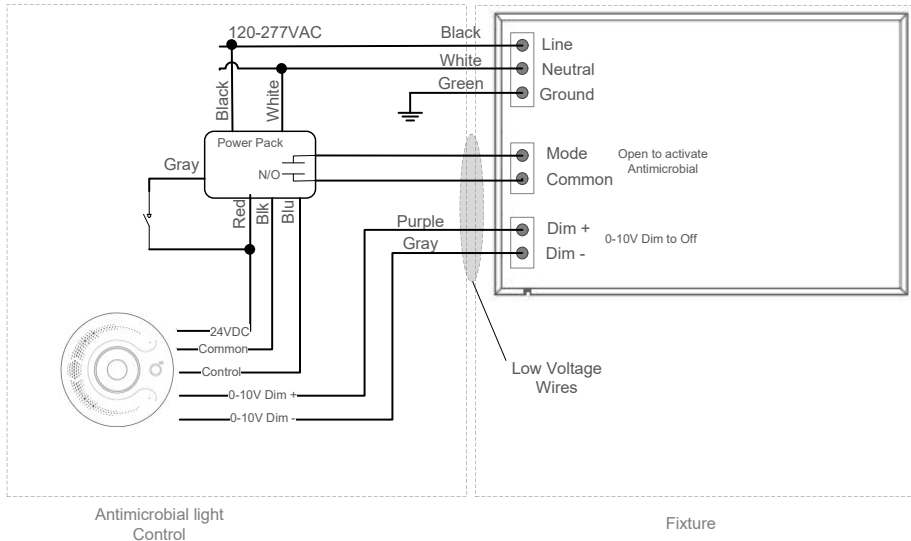 120-277VAC
Black
Line
White
Neutral
Green
Ground
Black
White
Power Pack
N/O
Gray
Mode
Common
Open to activate
Antimicrobial
Red
Blk
Blu
Purple
Gray
Dim +
Dim -
0-10V Dim to Off
24VDC
Common
Control
0-10V Dim +
0-10V Dim -
Low Voltage
Wires
Antimicrobial light
Control
Fixture